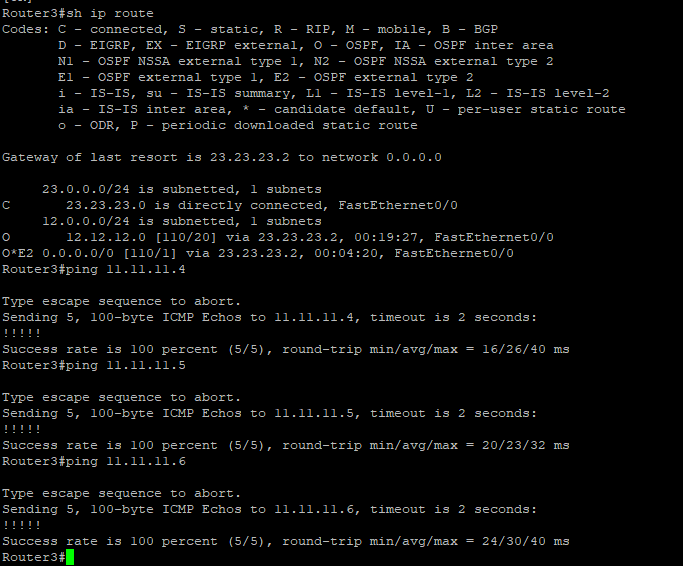 Router3#sh ip route
Codes: C - connected, S - static, R - RIP, M - mobile, B - BGP
D - EIGRP, EX - EIGRP external, O - OSPF, IA - OSPF inter area
N1 - OSPF NSSA external type 1, N2 - OSPF NSSA external type 2
E1 - OSPF external type 1, E2 - OSPF external type 2
i - IS-IS, su - IS-IS summary, L1 - IS-IS level-1, L2 - IS-IS level-2
ia - IS-IS inter area, * - candidate default, U - per-user static route
o - ODR, P - periodic downloaded static route
Gateway of last resort is 23.23.23.2 to network 0.0.0.0
23.0.0.0/24 is subnetted, 1 subnets
C 23.23.23.0 is directly connected, FastEthernet0/0
12.0.0.0/24 is subnetted, 1 subnets
O 12.12.12.0 [110/20] via 23.23.23.2, 00:19:27, FastEthernet0/0
O*E2 0.0.0.0/0 [110/1] via 23.23.23.2, 00:04:20, FastEthernet0/0
Router3#ping 11.11.11.4
Type escape sequence to abort.
Sending 5, 100-byte ICMP Echos to 11.11.11.4, timeout is 2 seconds:
!!!!!
Success rate is 100 percent (5/5), round-trip min/avg/max = 16/26/40 ms
Router3#ping 11.11.11.5
Type escape sequence to abort.
Sending 5, 100-byte ICMP Echos to 11.11.11.5, timeout is 2 seconds:
!!!!!
Success rate is 100 percent (5/5), round-trip min/avg/max = 20/23/32 ms
Router3#ping 11.11.11.6
Type escape sequence to abort.
Sending 5, 100-byte ICMP Echos to 11.11.11.6, timeout is 2 seconds:
!!!!!
Success rate is 100 percent (5/5), round-trip min/avg/max = 24/30/40 ms
Router3#